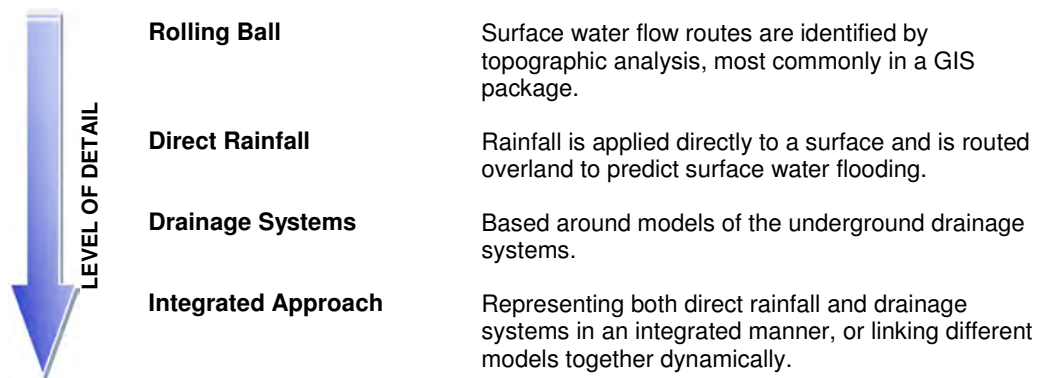 LEVEL OF DETAIL
Rolling Ball
Surface water flow routes are identified by
topographic analysis, most commonly in a GIS
package.
Direct Rainfall
Rainfall is applied directly to a surface and is routed
overland to predict surface water flooding.
Drainage Systems
Based around models of the underground drainage
systems.
Integrated Approach
Representing both direct rainfall and drainage
systems in an integrated manner, or linking different
models together dynamically.